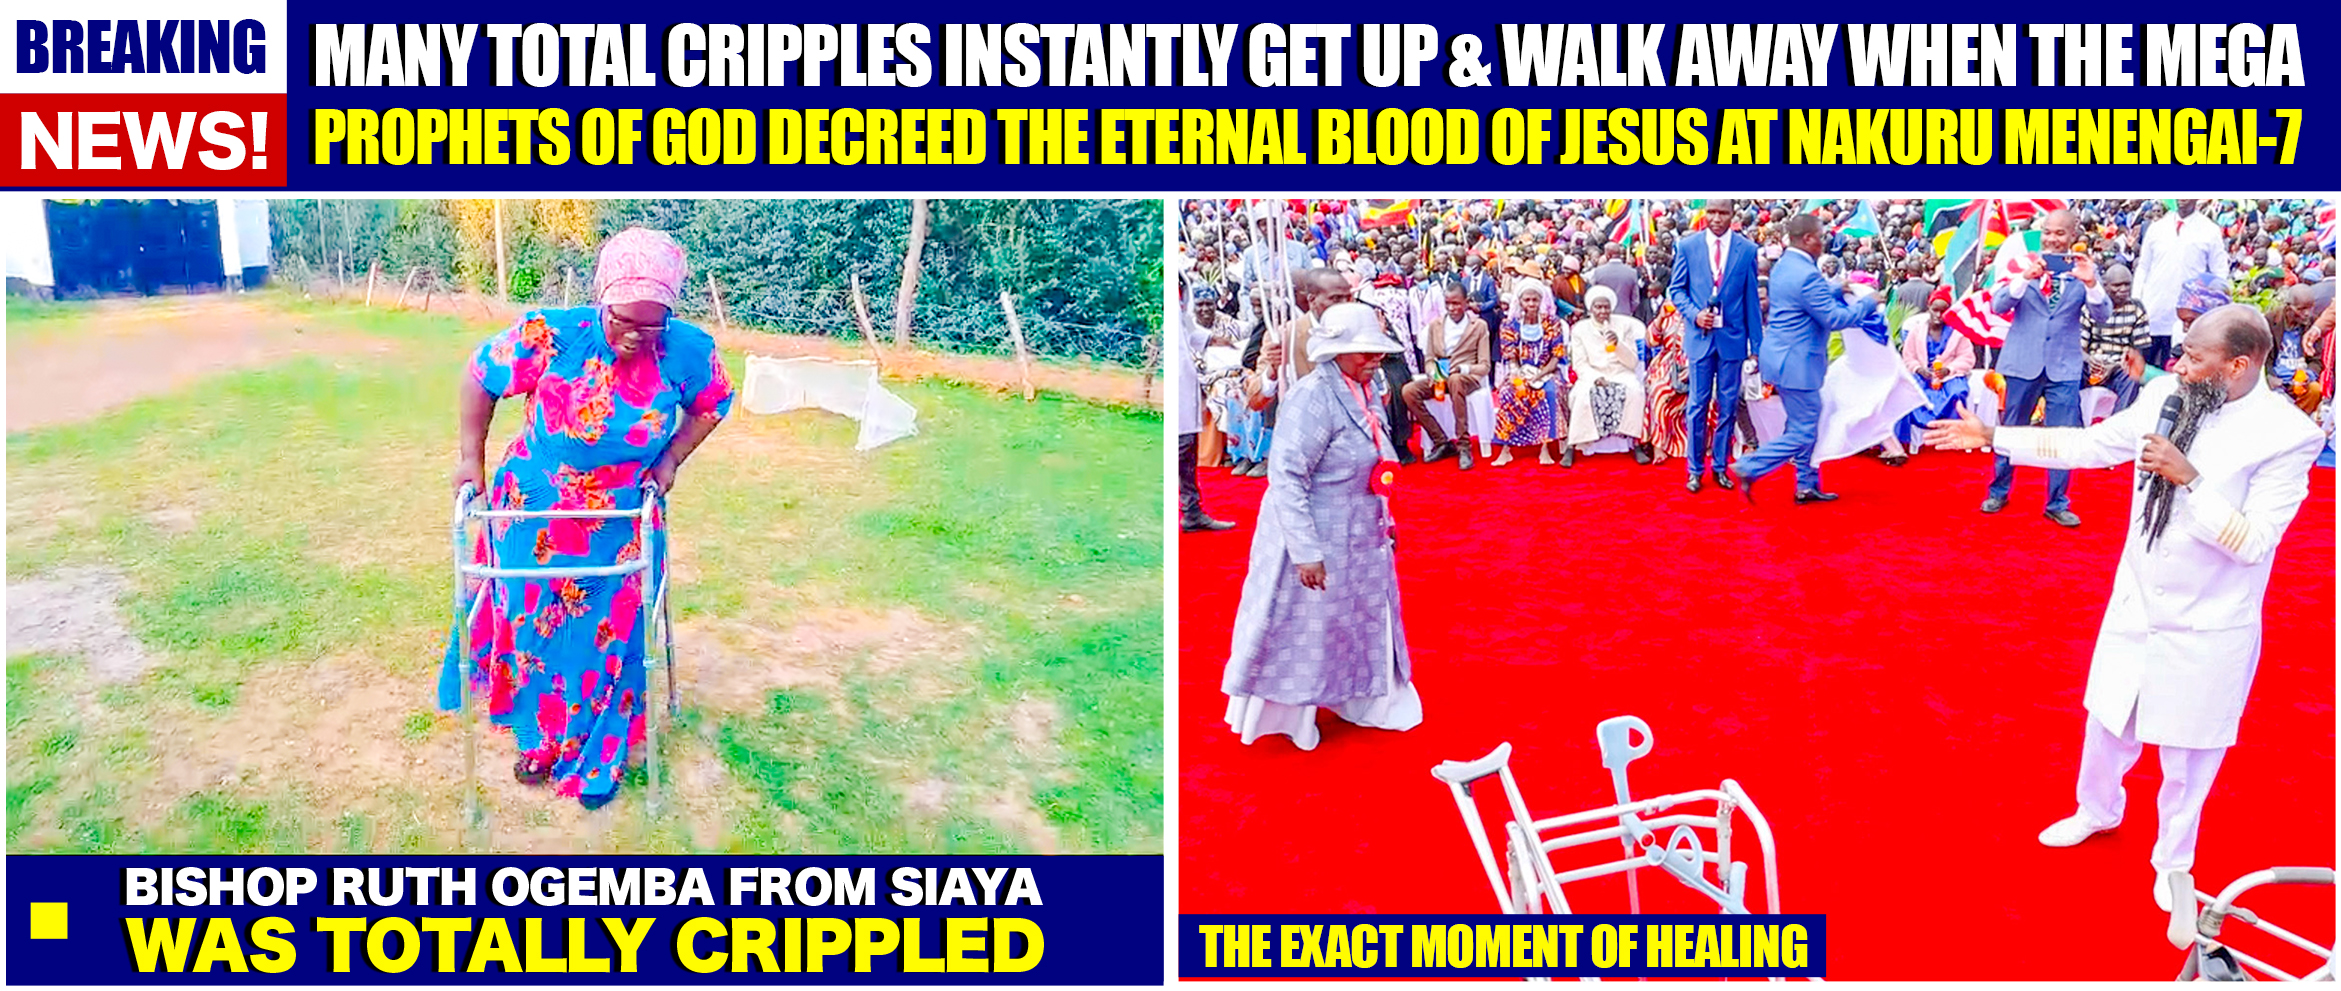 BREAKING
NEWS!
MANY TOTAL CRIPPLES INSTANTLY GET UP & WALK AWAY WHEN THE MEGA
PROPHETS OF GOD DECREED THE ETERNAL BLOOD OF JESUS AT NAKURU MENENGAI-7
BISHOP RUTH OGEMBA FROM SIAYA
WAS TOTALLY CRIPPLED
THE EXACT MOMENT OF HEALING